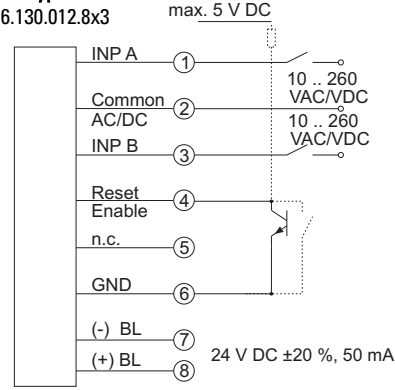 6.130.012.8x3
max. 5 V DC
INP A
1
10 .. 260
VAC/VDC
Common
AC/DC
2
10 .. 260
VAC/VDC
INP B
3
Reset
Enable
4
n.c.
5
GND
6
(-) BL
7
(+) BL
8
24 V DC ±20 %, 50 mA